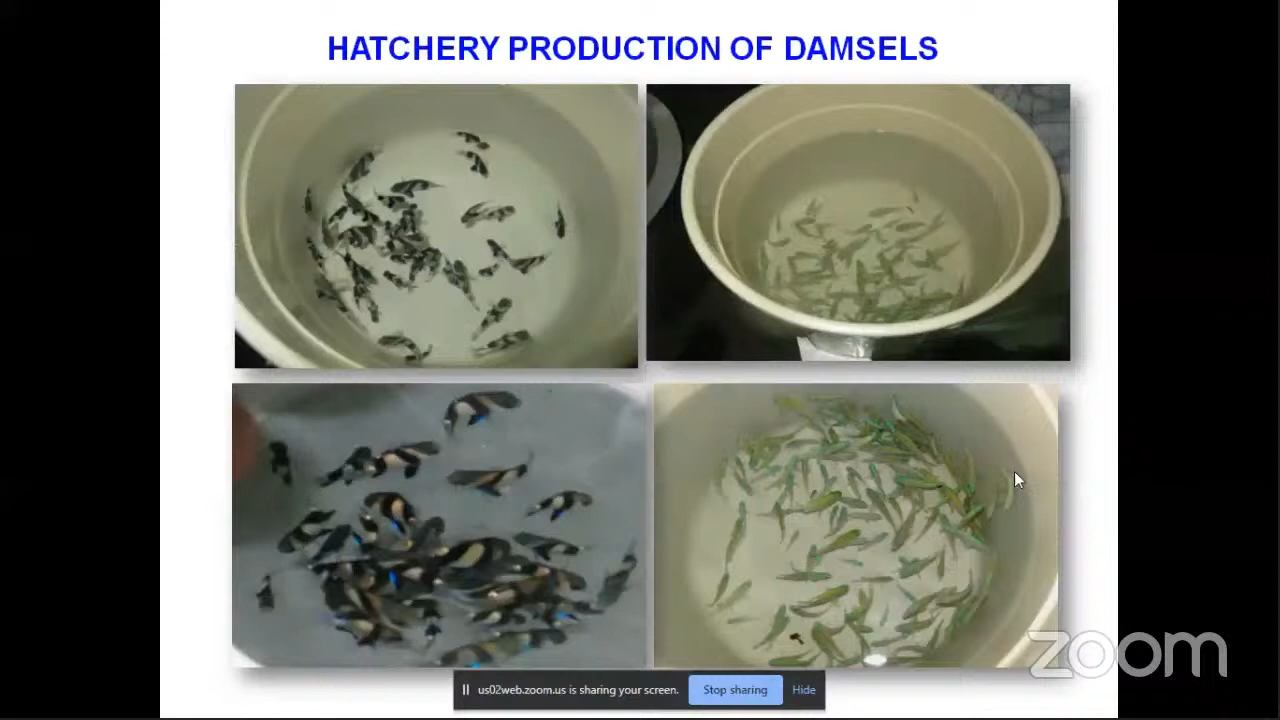 HATCHERY PRODUCTION OF DAMSELS
us02web.zoom.us is sharing your screen.
Stop sharing
Hide
zoom